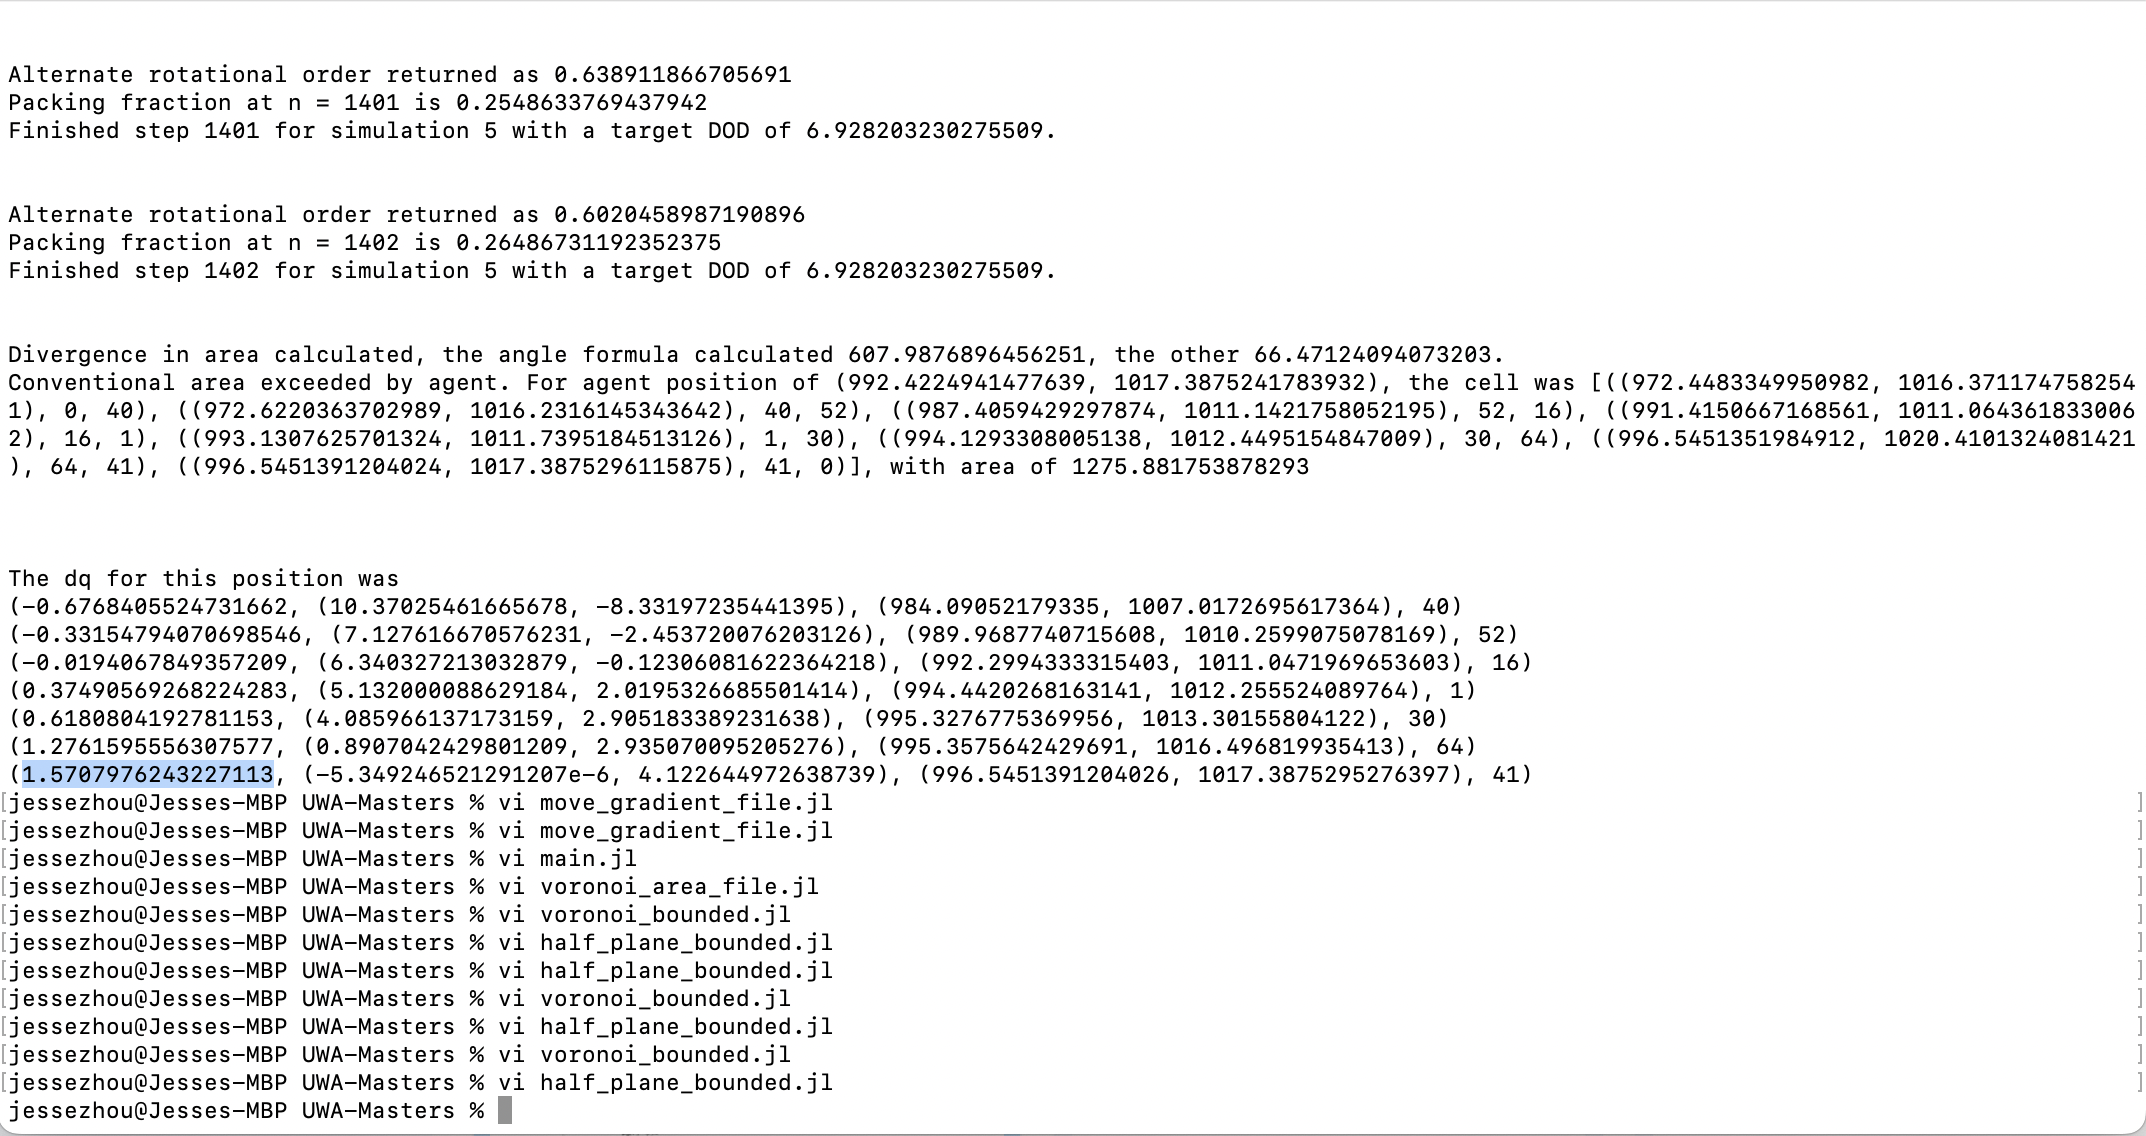 Alternate rotational order returned as 0.638911866705691
Packing fraction at n = 1401 is 0.2548633769437942
Finished step 1401 for simulation 5 with a target DOD of 6.928203230275509.
Alternate rotational order returned as 0.6020458987190896
Packing fraction at n = 1402 is 0.26486731192352375
Finished step 1402 for simulation 5 with a target DOD of 6.928203230275509.
Divergence in area calculated, the angle formula calculated 607.9876896456251, the other 66.47124094073203.
Conventional area exceeded by agent. For agent position of (992.4224941477639, 1017.3875241783932), the cell was [((972.4483349950982, 1016.371174758254
1), 0, 40), ((972.6220363702989, 1016.2316145343642), 40, 52), ((987.4059429297874, 1011.1421758052195), 52, 16), ((991.4150667168561, 1011.064361833006
2), 16, 1), ((993.1307625701324, 1011.7395184513126), 1, 30), ((994.1293308005138, 1012.4495154847009), 30, 64), ((996.5451351984912, 1020.4101324081421
), 64, 41), ((996.5451391204024, 1017.3875296115875), 41, 0)], with area of 1275.881753878293
The dq for this position was
(-0.6768405524731662, (10.37025461665678, -8.33197235441395), (984.09052179335, 1007.0172695617364), 40)
(-0.33154794070698546, (7.127616670576231, -2.453720076203126), (989.9687740715608, 1010.2599075078169), 52)
(-0.0194067849357209, (6.340327213032879, -0.12306081622364218), (992.2994333315403, 1011.0471969653603), 16)
(0.37490569268224283, (5.132000088629184, 2.0195326685501414), (994.4420268163141, 1012.255524089764), 1)
(0.6180804192781153, (4.085966137173159, 2.905183389231638), (995.3276775369956, 1013.30155804122), 30)
(1.2761595556307577, (0.8907042429801209, 2.935070095205276), (995.3575642429691, 1016.496819935413), 64)
(1.5707976243227113, (-5.349246521291207e-6, 4.122644972638739), (996.5451391204026, 1017.3875295276397), 41)
[jessezhou@Jesses-MBP UWA-Masters % vi move_gradient_file.jl ]
[jessezhou@Jesses-MBP UWA-Masters % vi move_gradient_file.jl ]
[jessezhou@Jesses-MBP UWA-Masters % vi main.jl ]
[jessezhou@Jesses-MBP UWA-Masters % vi voronoi_area_file.jl ]
[jessezhou@Jesses-MBP UWA-Masters % vi voronoi_bounded.jl ]
[jessezhou@Jesses-MBP UWA-Masters % vi half_plane_bounded.jl ]
[jessezhou@Jesses-MBP UWA-Masters % vi half_plane_bounded.jl ]
[jessezhou@Jesses-MBP UWA-Masters % vi voronoi_bounded.jl ]
[jessezhou@Jesses-MBP UWA-Masters % vi half_plane_bounded.jl ]
[jessezhou@Jesses-MBP UWA-Masters % vi voronoi_bounded.jl ]
[jessezhou@Jesses-MBP UWA-Masters % vi half_plane_bounded.jl ]
jessezhou@Jesses-MBP UWA-Masters %